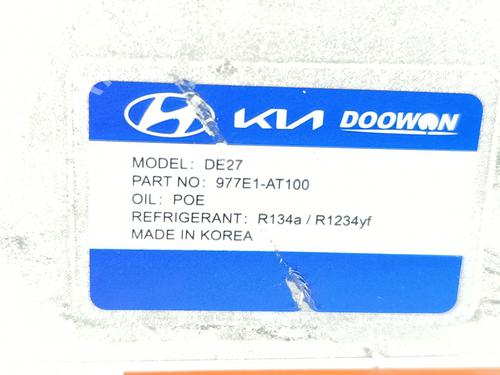 KIA DOOWON
MODEL: DE27
PART NO: 977E1-AT100
OIL: POE
REFRIGERANT: R134a / R1234yf
MADE IN KOREA